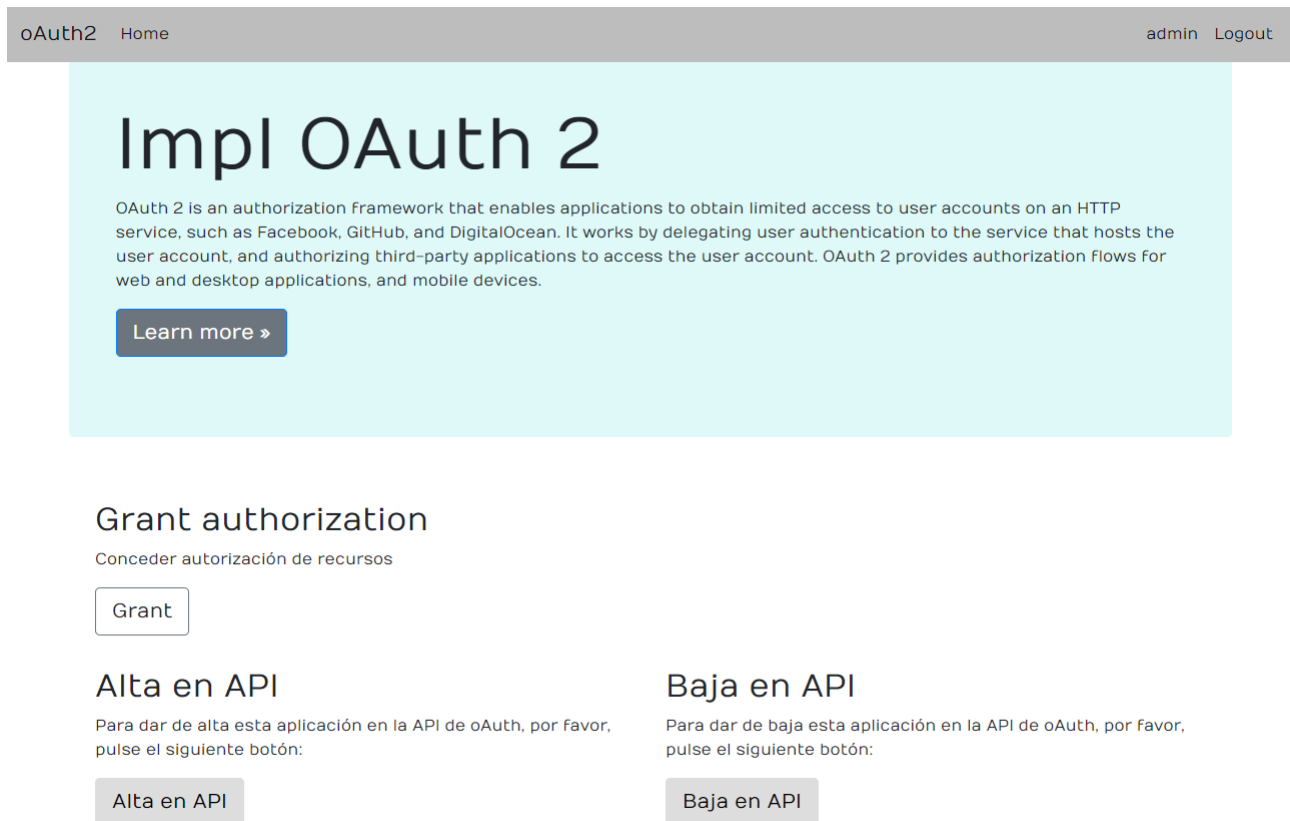 oAuth2 Home admin Logout
Impl OAuth 2
OAuth 2 is an authorization framework that enables applications to obtain limited access to user accounts on an HTTP
service, such as Facebook, GitHub, and DigitalOcean. It works by delegating user authentication to the service that hosts the
user account, and authorizing third-party applications to access the user account. OAuth 2 provides authorization flows for
web and desktop applications, and mobile devices.
Learn more »
Grant authorization
Conceder autorización de recursos
Grant
Alta en API
Para dar de alta esta aplicación en la API de oAuth, por favor,
pulse el siguiente botón:
Alta en API
Baja en API
Para dar de baja esta aplicación en la API de oAuth, por favor,
pulse el siguiente botón:
Baja en API